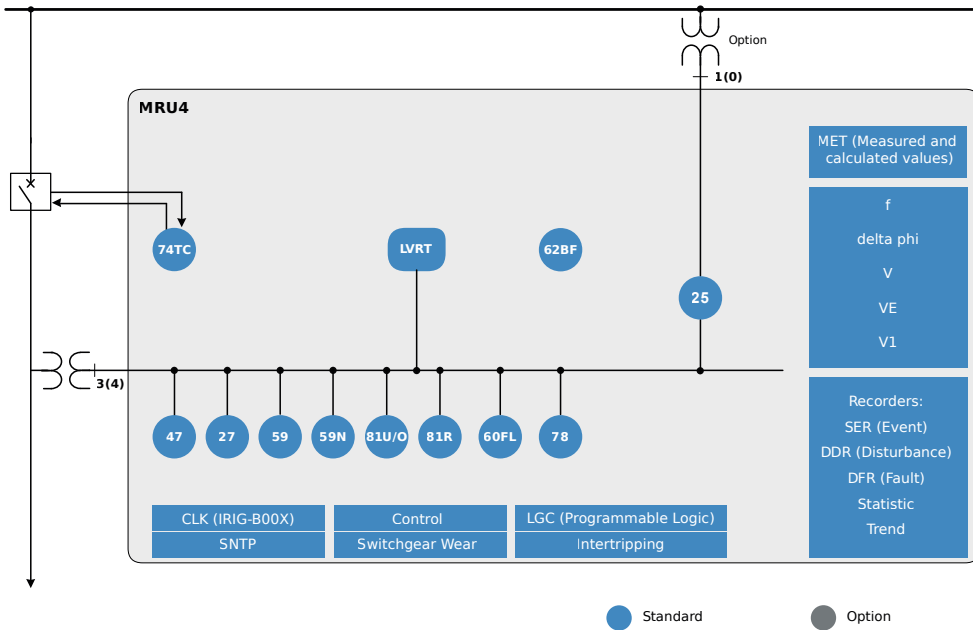 Option
1(0)
MRU4
MET (Measured and
calculated values)
f
delta phi
V
VE
V1
74TC
LVRT
62BF
25
3(4)
47
27
59
59N
81U/O
81R
60FL
78
Recorders:
SER (Event)
DDR (Disturbance)
DFR (Fault)
Statistic
Trend
CLK (IRIG-B00X)
Control
LGC (Programmable Logic)
SNTP
Switchgear Wear
Intertripping
Standard
Option